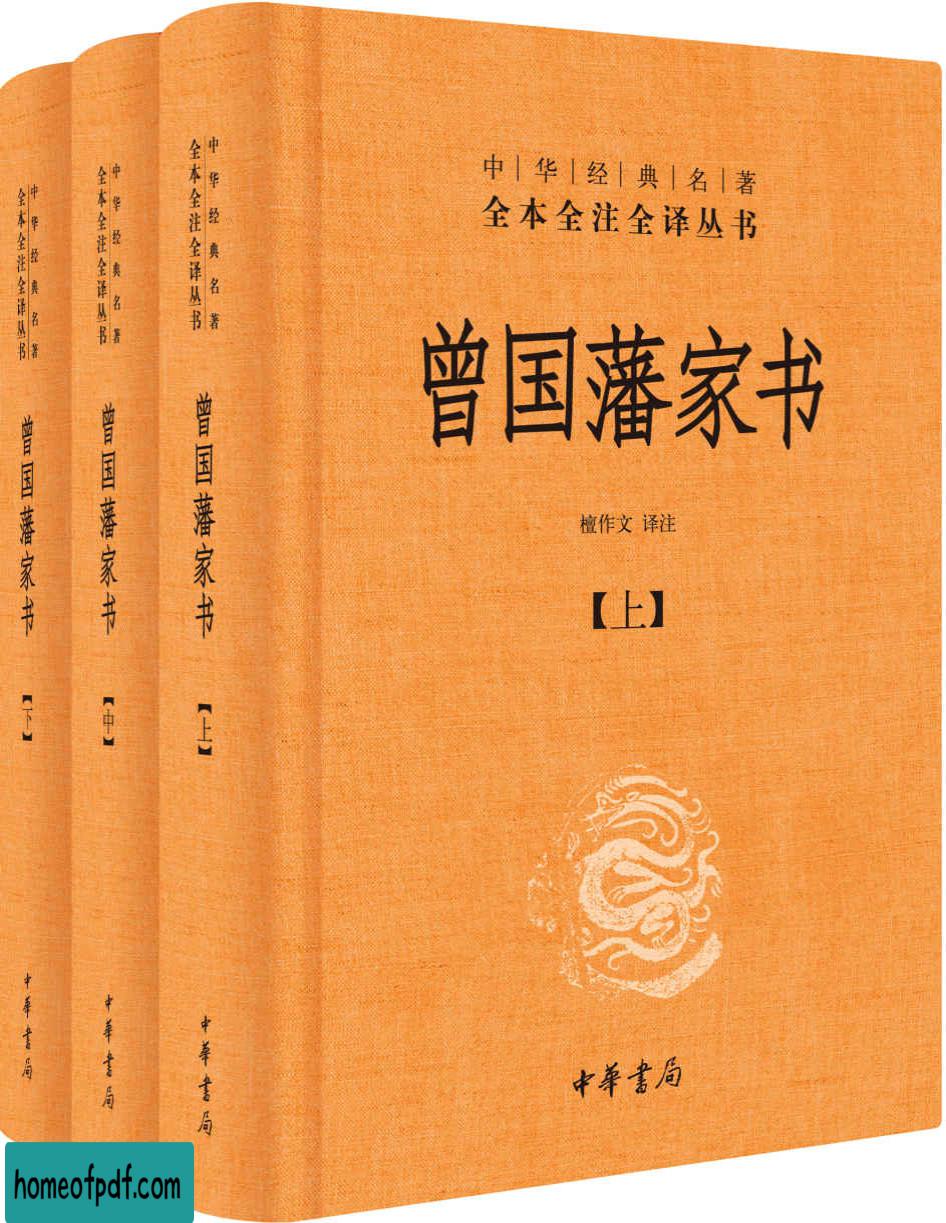 中华经典名著
全本全注全译丛书
曾国藩家书
檀作文 译注
【上】
中華書局
中华经典名著
全本全注全译丛书
曾国藩家书
【上】
中華書局
中华经典名著
全本全注全译丛书
曾国藩家书
【中】
中華書局
中华经典名著
全本全注全译丛书
曾国藩家书
【下】
中華書局
homeofpdf.com